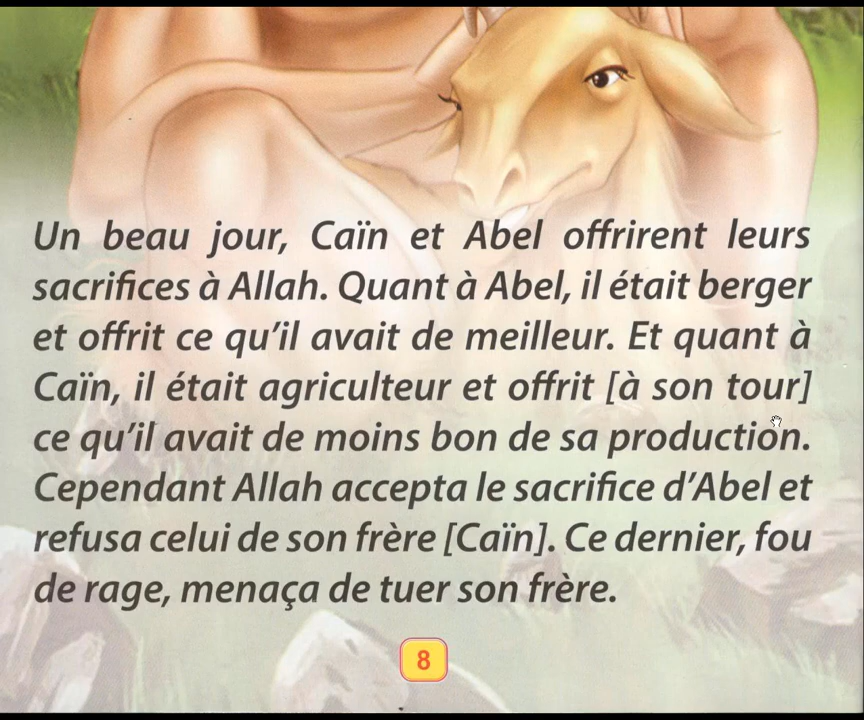 Un beau jour, Caïn et Abel offrirent leurs
sacrifices à Allah. Quant à Abel, il était berger
et offrit ce qu'il avait de meilleur. Et quant à
Caïn, il était agriculteur et offrit [à son tour]
ce qu'il avait de moins bon de sa production.
Cependant Allah accepta le sacrifice d'Abel et
refusa celui de son frère [Caïn]. Ce dernier, fou
de rage, menaça de tuer son frère.
8